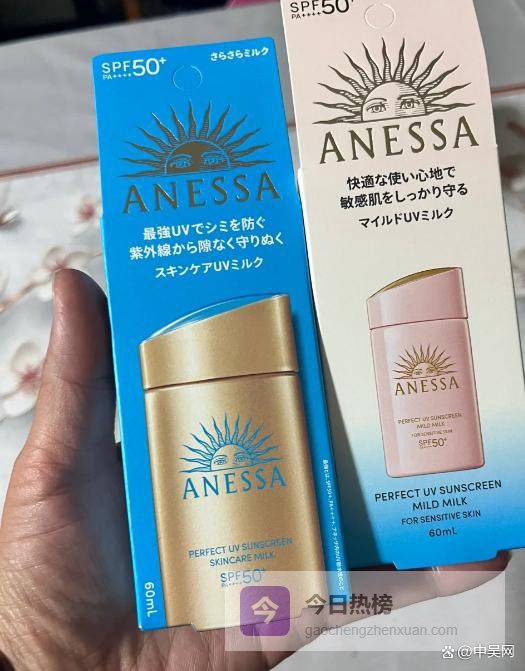 SPF50+
PA++++
さらさらミルク
ANESSA
最強UVでシミを防ぐ
紫外線から隙なく守りぬく
スキンケアUVミルク
ANESSA
PERFECT UV SUNSCREEN
SKINCARE MILK
SPF50+
PA++++
60mL
SPF50+
PA++++
ANESSA
快適な使い心地で
敏感肌をしっかり守る
マイルドUVミルク
ANESSA
PERFECT UV SUNSCREEN
MILD MILK
FOR SENSITIVE SKIN
SPF50+
PERFECT UV SUNSCREEN
MILD MILK
FOR SENSITIVE SKIN
60mL
今
今日热榜
gaochengzhenxuan.com
@中吴网